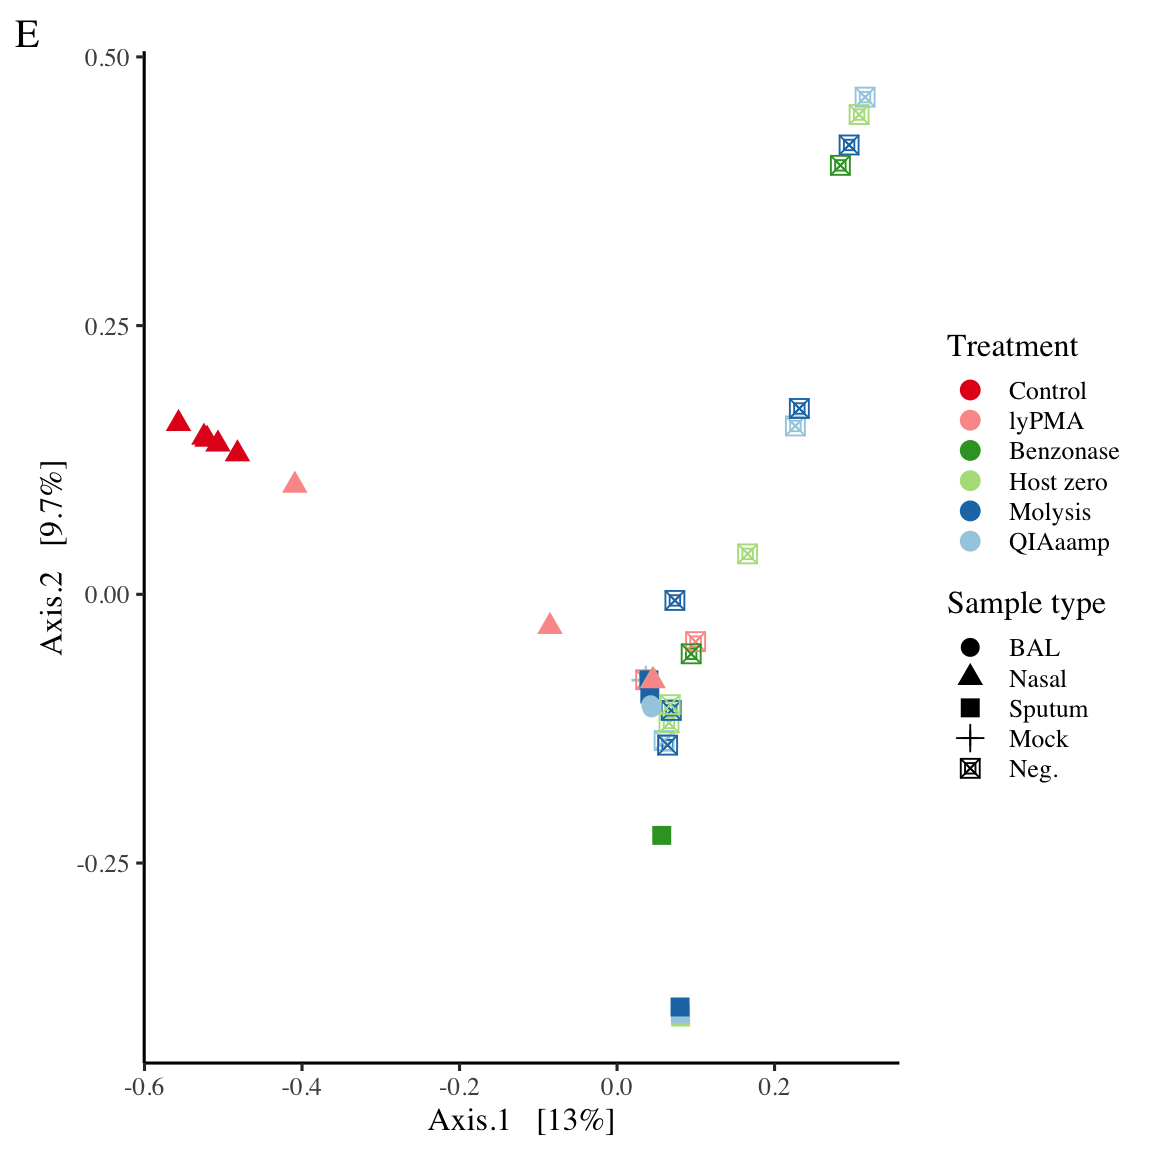 E
0.50
0.25
0.00
-0.25
Axis.2 [9.7%]
-0.6 -0.4 -0.2 0.0 0.2
Axis.1 [13%]
Treatment
Control
lyPMA
Benzonase
Host zero
Molysis
QIAaamp
Sample type
BAL
Nasal
Sputum
Mock
Neg.